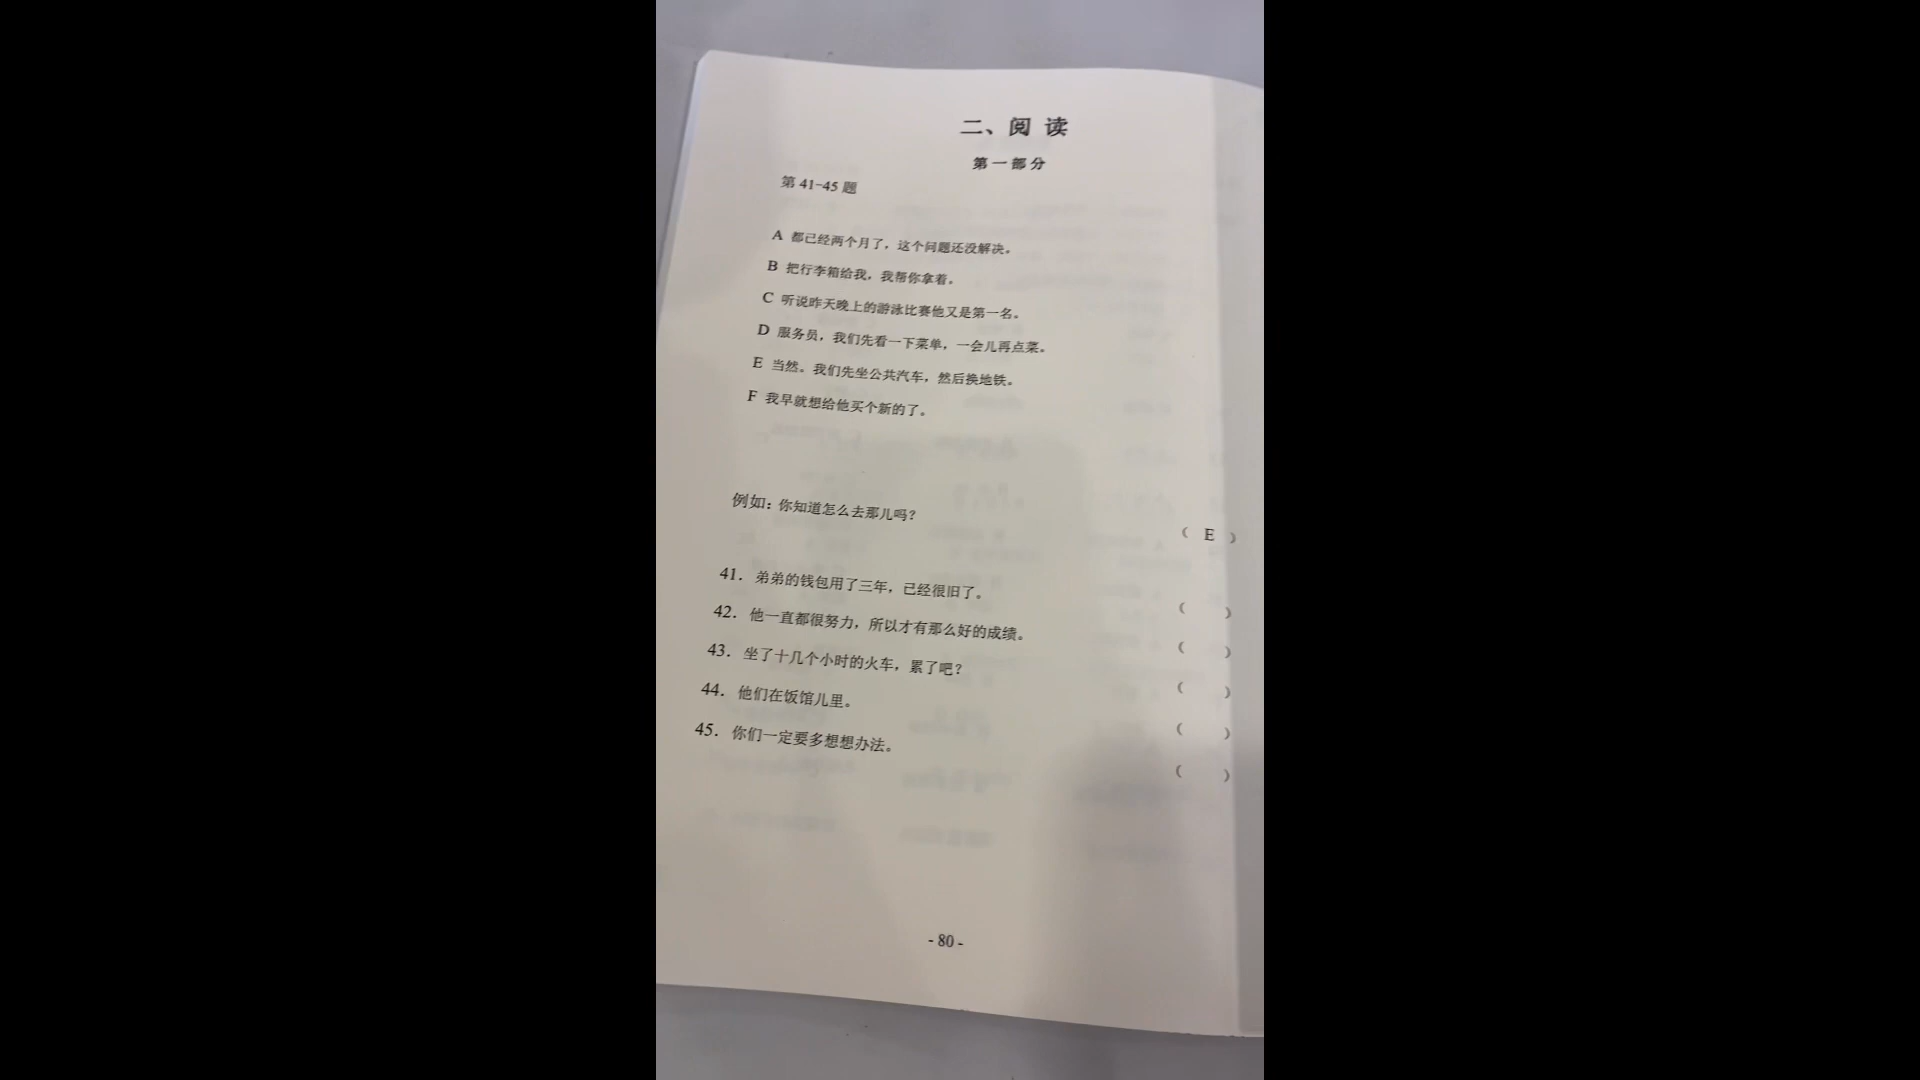 二、阅 读
第一部分
第 41-45 题
A 都已经两个月了，这个问题还没解决。
B 把行李箱给我，我帮你拿着。
C 听说昨天晚上的游泳比赛他又是第一名。
D 服务员，我们先看一下菜单，一会儿再点菜。
E 当然。我们先坐公共汽车，然后换地铁。
F 我早就想给他买个新的了。
例如：你知道怎么去那儿吗？ （ E ）
41. 弟弟的钱包用了三年，已经很旧了。 （ ）
42. 他一直都很努力，所以才有那么好的成绩。 （ ）
43. 坐了十几个小时的火车，累了吧？ （ ）
44. 他们在饭馆儿里。 （ ）
45. 你们一定要多想想办法。 （ ）
- 80 -